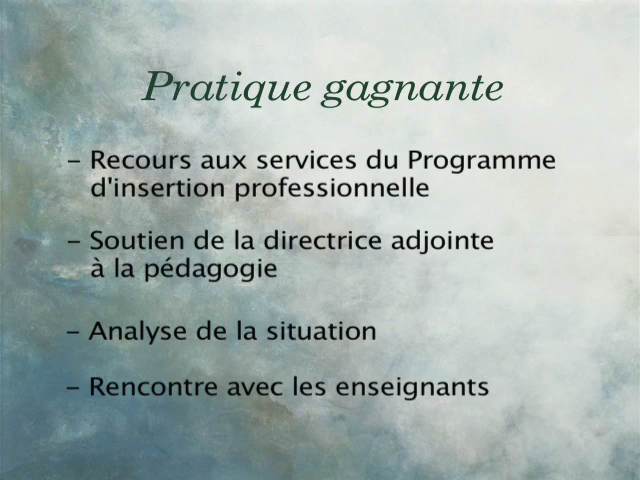 Pratique gagnante
– Recours aux services du Programme
d'insertion professionnelle
– Soutien de la directrice adjointe
à la pédagogie
– Analyse de la situation
– Rencontre avec les enseignants